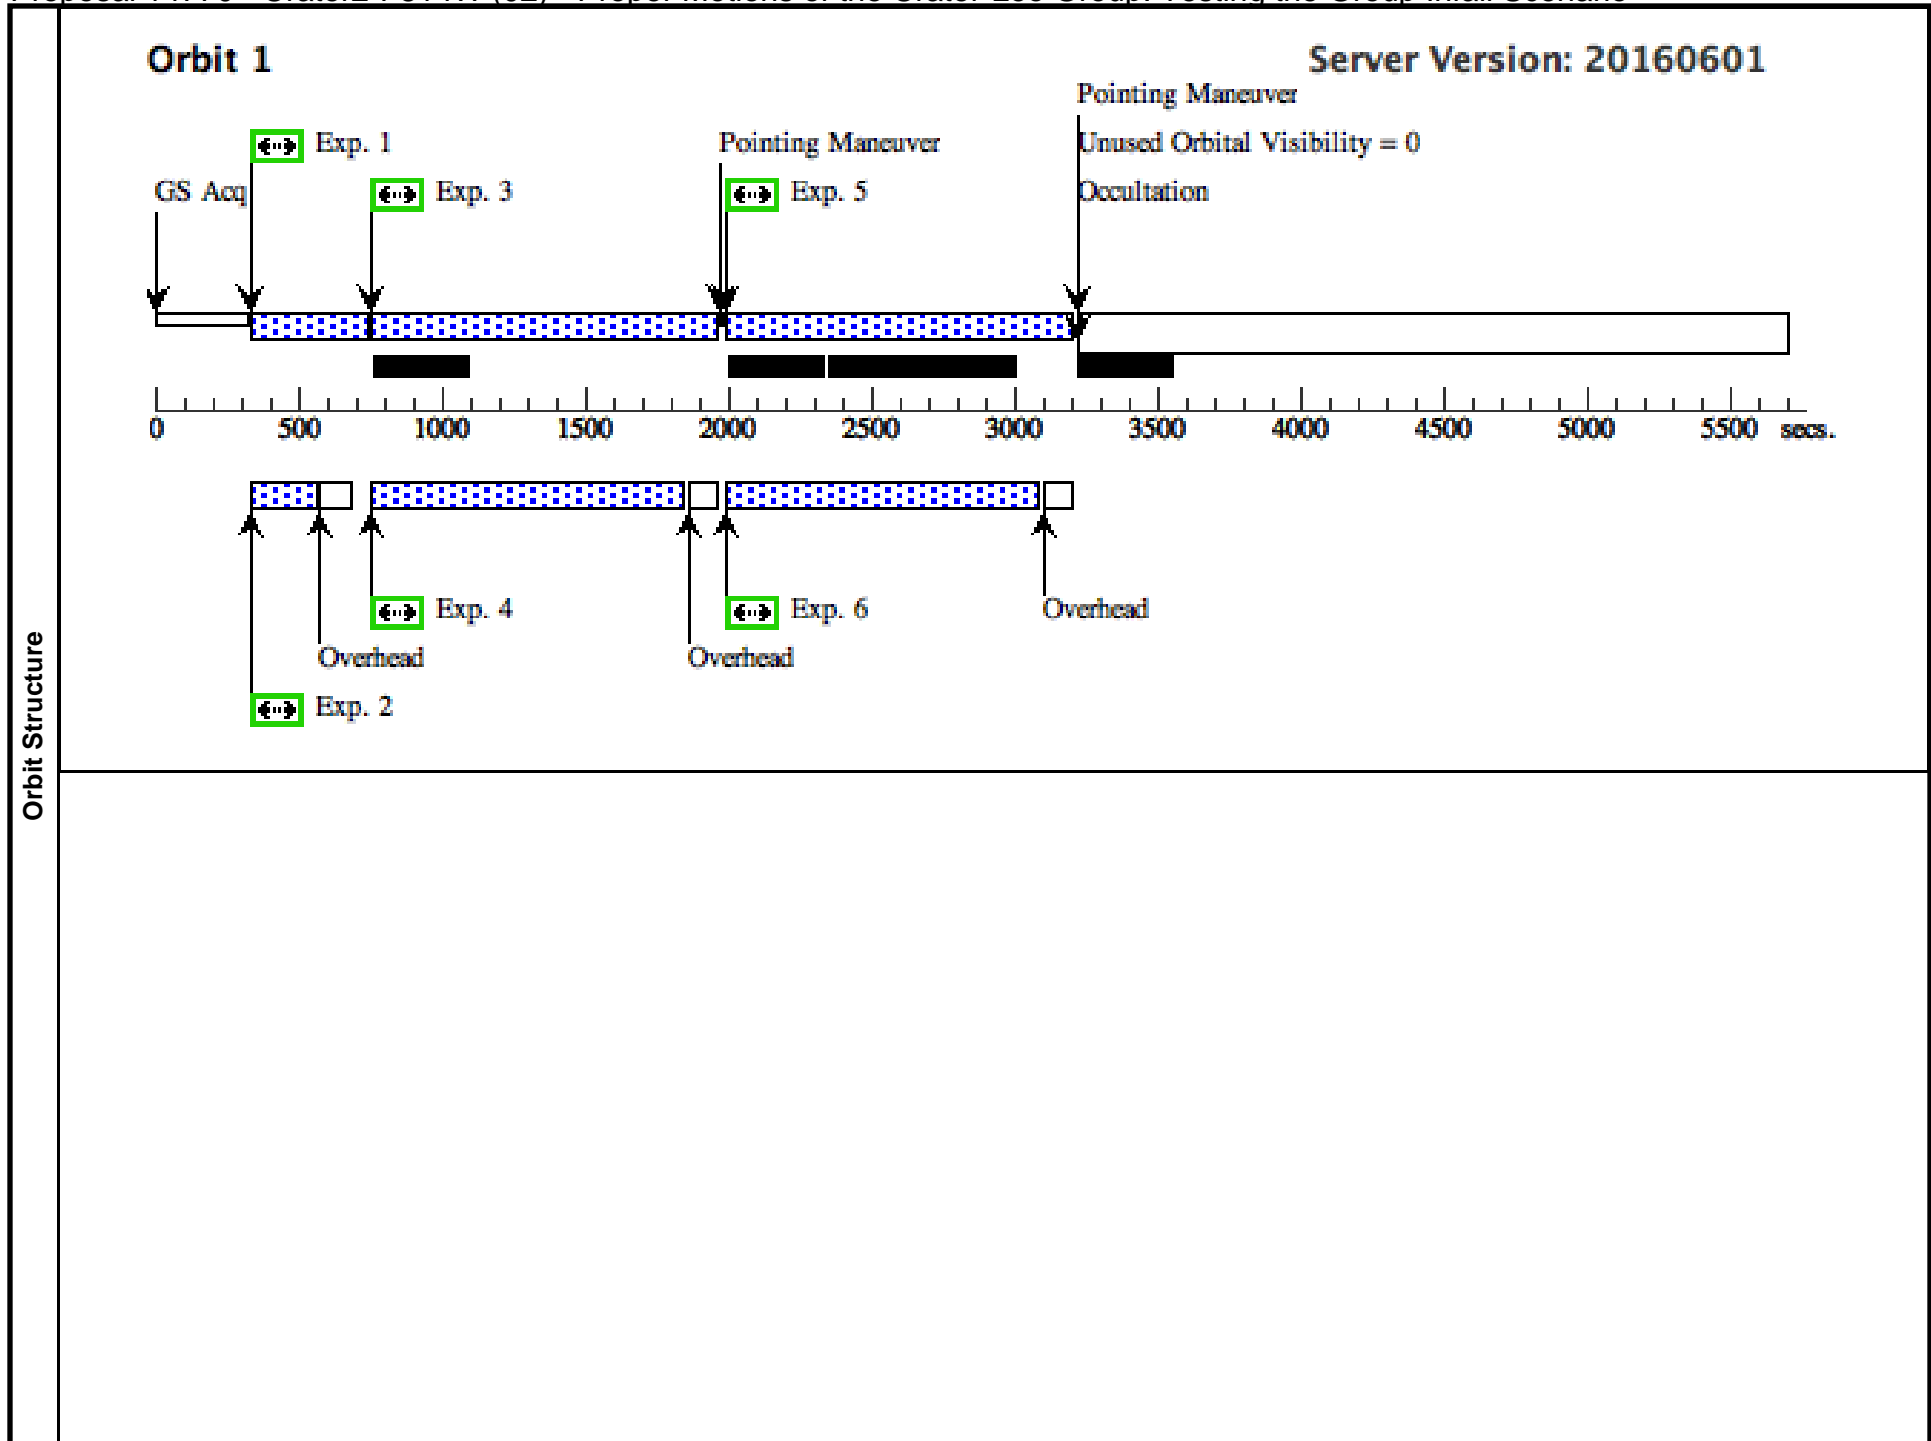 Orbit 1
Server Version: 20160601
Pointing Maneuver
Exp. 1
Pointing Maneuver
Unused Orbital Visibility = 0
GS Acq
Exp. 3
Exp. 5
Occultation
0 500 1000 1500 2000 2500 3000 3500 4000 4500 5000 5500 secs.
Exp. 4
Exp. 6
Overhead
Overhead
Overhead
Exp. 2
Orbit Structure